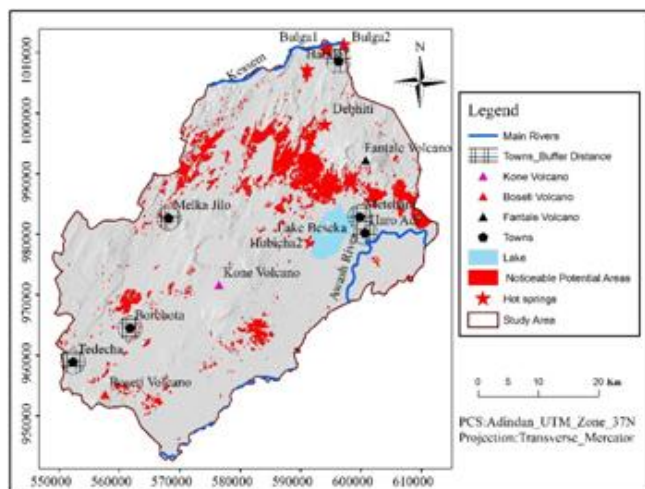 Bulga1
Bulga2
Kessem
N
Debhiti
Fantale Volcano
Melka Jilo
Metehara
Haro Adi
Lake Beseka
Hobicha2
Awash River
Kone Volcano
Borchota
Tedecha
Boseti Volcano
1010000
1000000
990000
980000
970000
960000
950000
550000
560000
570000
580000
590000
600000
610000
Legend
Main Rivers
Towns_Buffer Distance
Kone Volcano
Boseti Volcano
Fantale Volcano
Towns
Lake
Noticeable Potential Areas
Hot springs
Study Area
0
5
10
20
Km
PCS:Adindan_UTM_Zone_37N
Projection:Transverse_Mercator